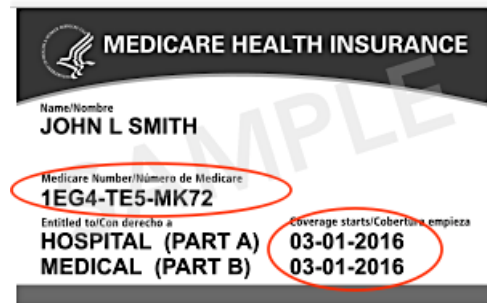 MEDICARE HEALTH INSURANCE
Name/Nombre
JOHN L SMITH
Medicare Number/Número de Medicare
1EG4-TE5-MK72
Entitled to/Con derecho a Coverage starts/Cobertura empieza
HOSPITAL (PART A) 03-01-2016
MEDICAL (PART B) 03-01-2016
SAMPLE